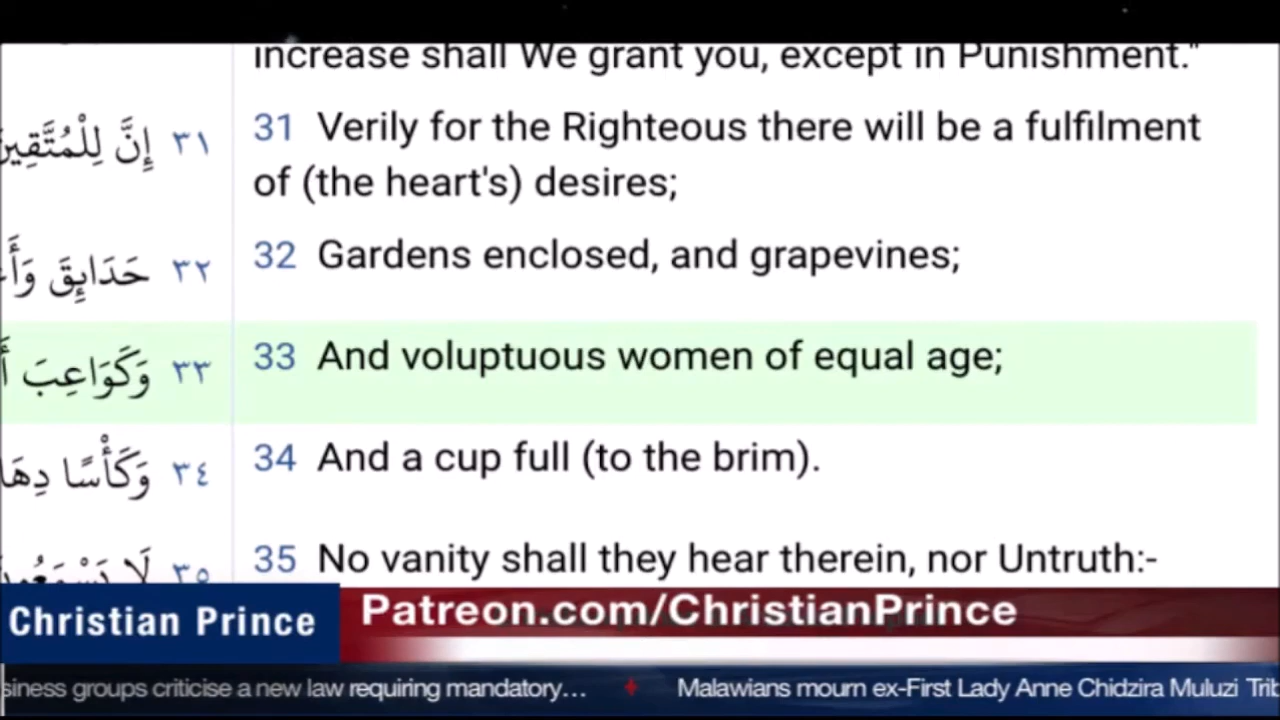 increase shall We grant you, except in Punishment."
إِنَّ لِلْمُتَّقِينَ ٣١
31 Verily for the Righteous there will be a fulfilment
of (the heart's) desires;
حَدَايِٕقَ ٣٢
32 Gardens enclosed, and grapevines;
وَكَوَاعِبَ ٣٣
33 And voluptuous women of equal age;
وَكَأْسًا ٣٤
34 And a cup full (to the brim).
لَا ٣٥
35 No vanity shall they hear therein, nor Untruth:-
Christian Prince
Patreon.com/ChristianPrince
siness groups criticise a new law requiring mandatory... Malawians mourn ex-First Lady Anne Chidzira Muluzi Trib